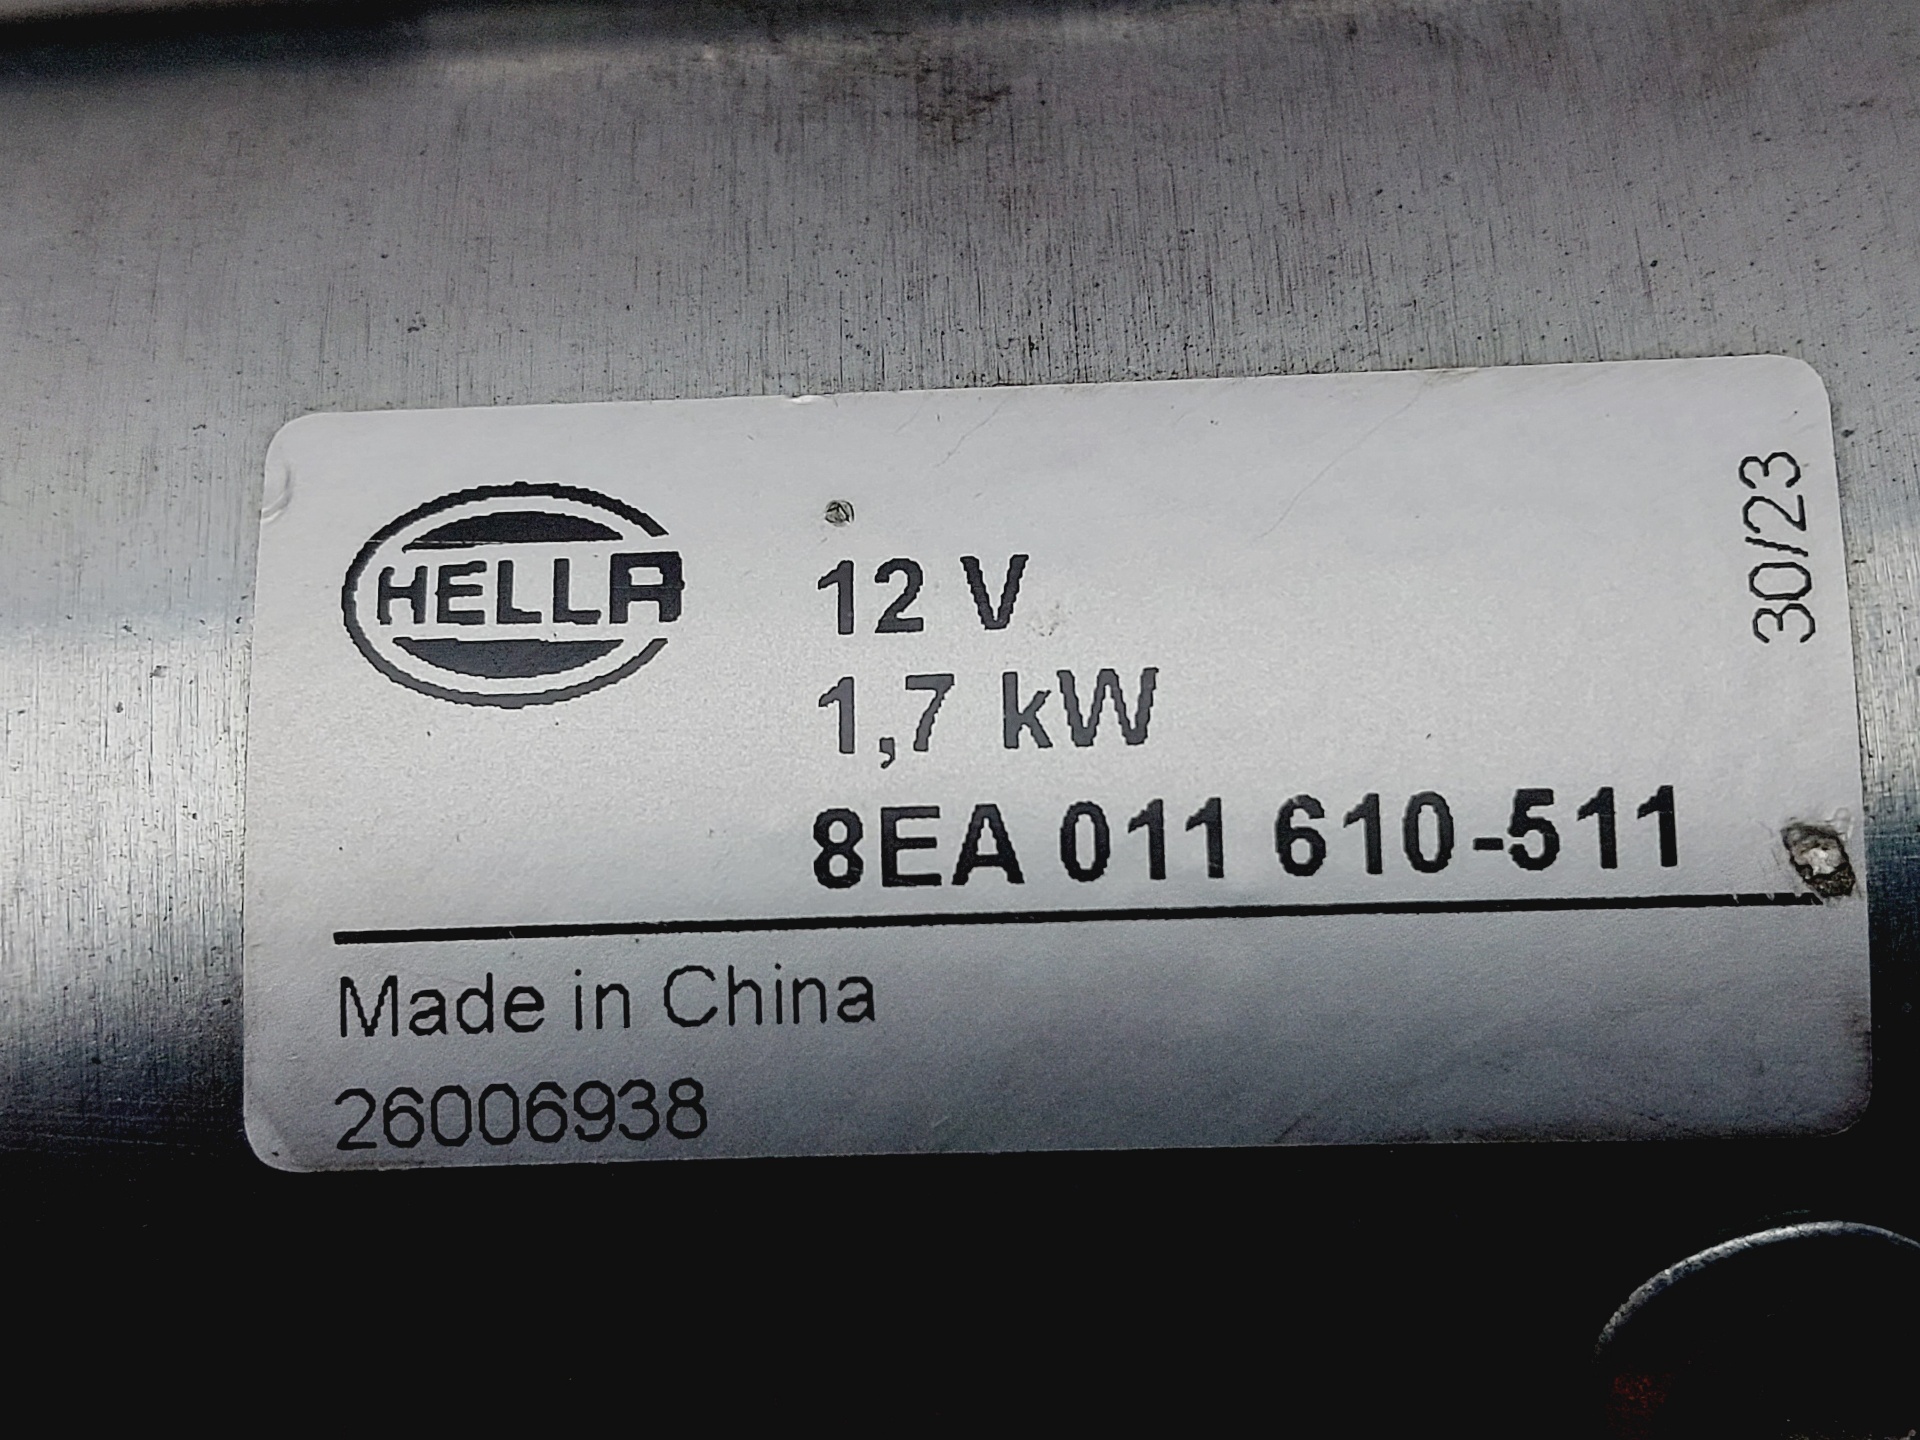 HELLA
12 V
1,7 kW
8EA 011 610-511
30/23
Made in China
26006938